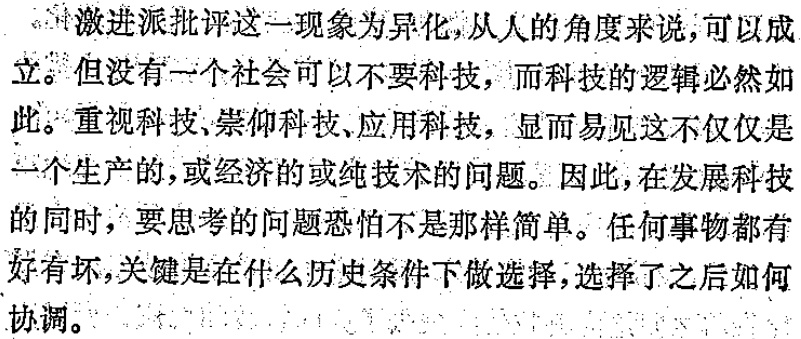 激进派批评这一现象为异化，从人的角度来说，可以成
立。但没有一个社会可以不要科技，而科技的逻辑必然如
此。重视科技、崇仰科技、应用科技，显而易见这不仅仅是
一个生产的，或经济的或纯技术的问题。因此，在发展科技
的同时，要思考的问题恐怕不是那样简单。任何事物都有
好有坏，关键是在什么历史条件下做选择，选择了之后如何
协调。